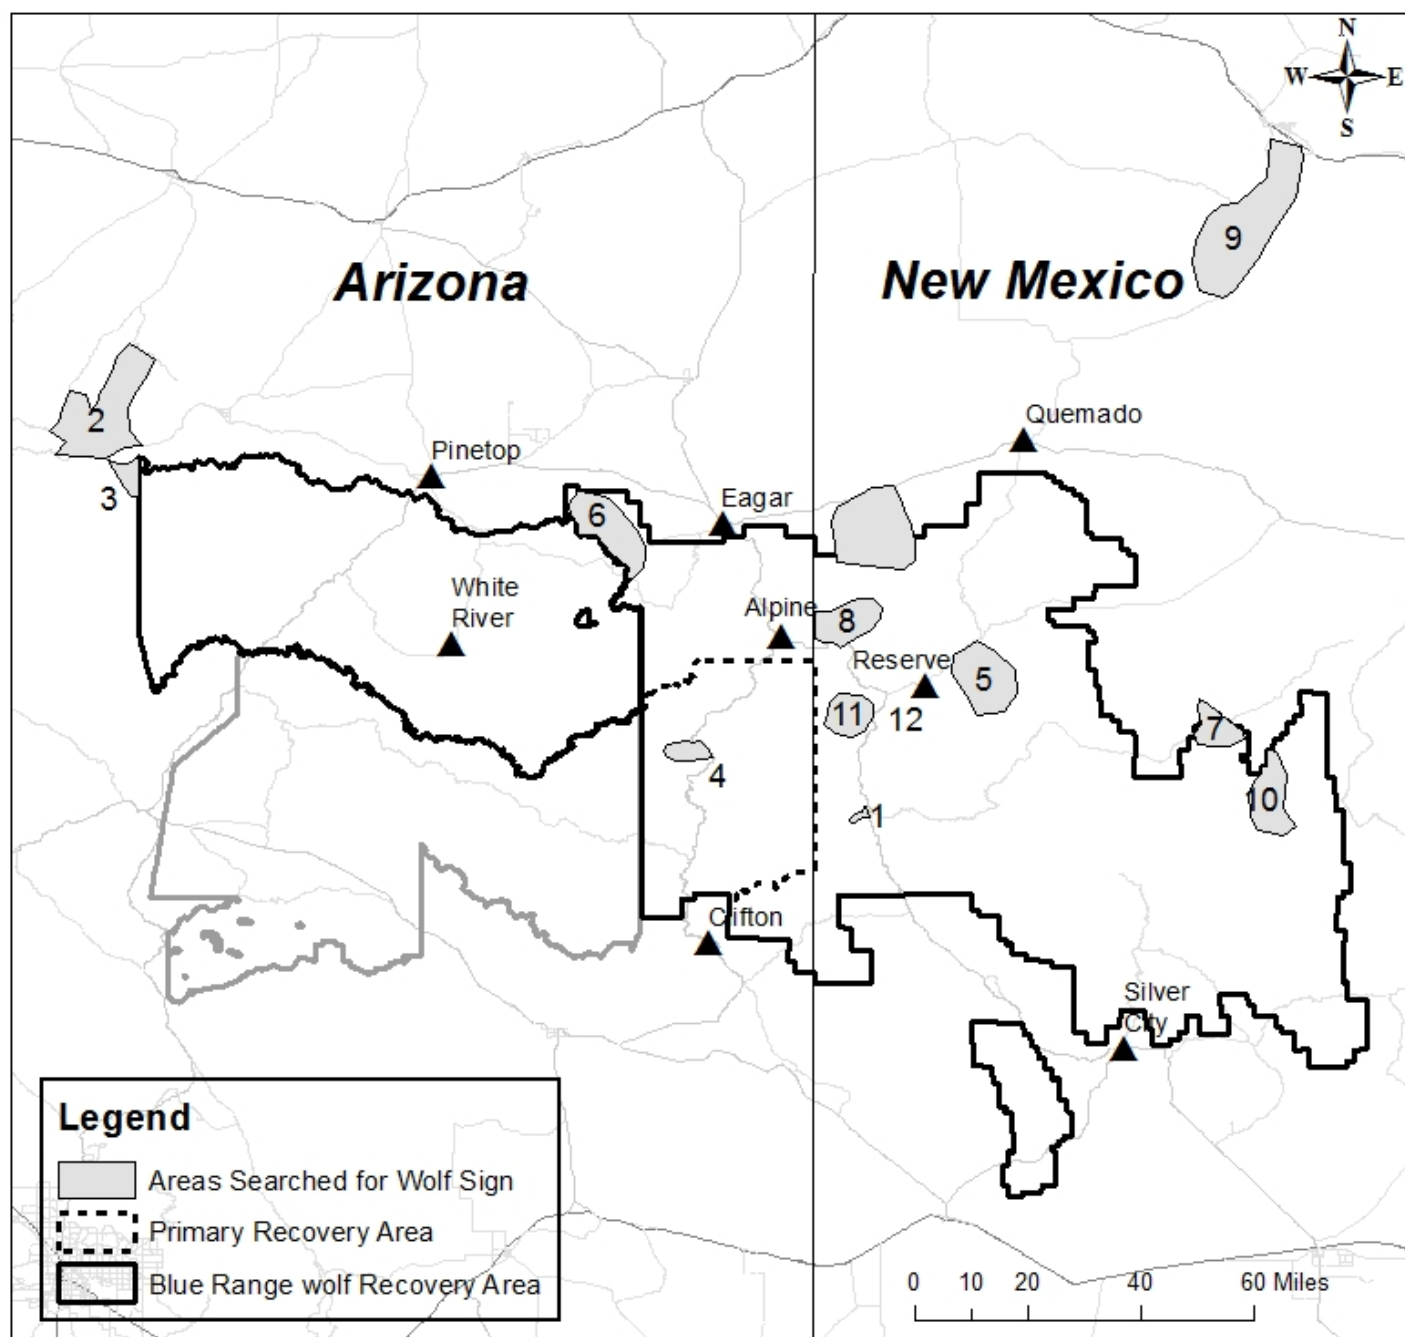 N
W E
S
9
Arizona
New Mexico
2
Quemado
Pinetop
3
Eagar
6
White
River
Alpine
8
Reserve
5
11
12
7
4
10
1
Clifton
Silver
City
Legend
Areas Searched for Wolf Sign
Primary Recovery Area
Blue Range wolf Recovery Area
0 10 20 40 60 Miles